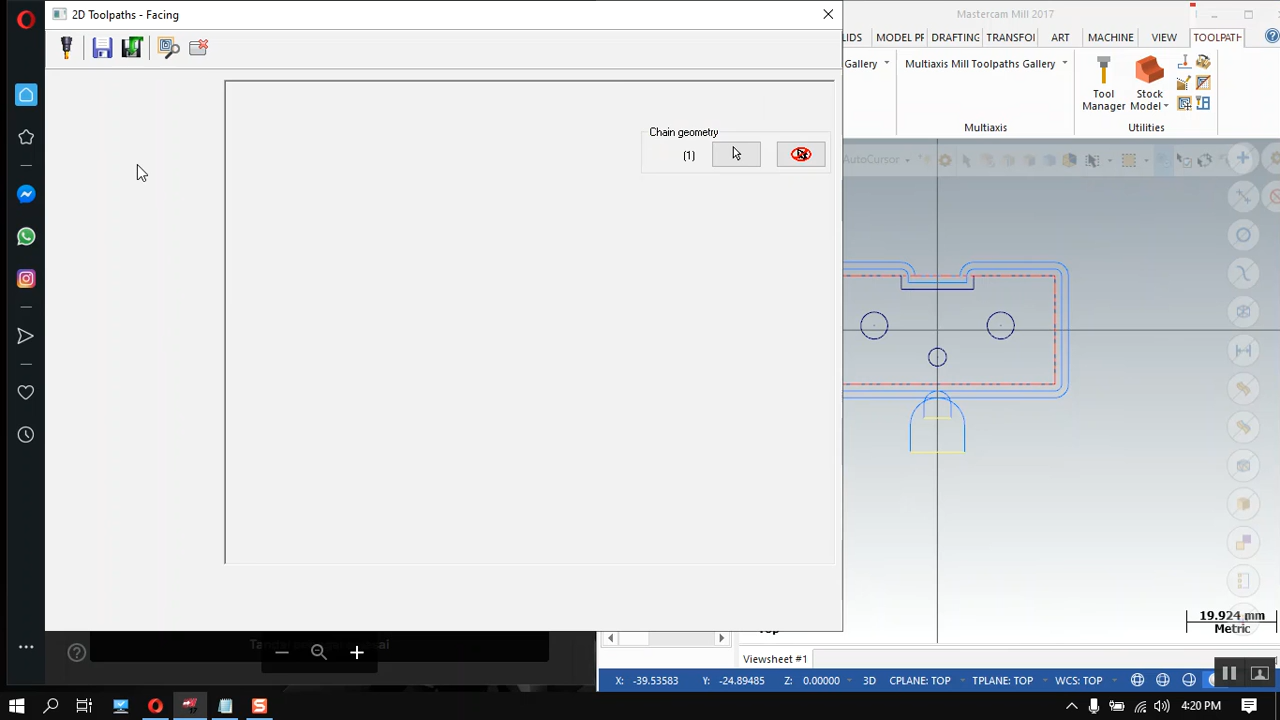 2D Toolpaths - Facing
Mastercam Mill 2017
LIDS MODEL PF DRAFTING TRANSFOI ART MACHINE VIEW TOOLPATH
Gallery Multiaxis Mill Toolpaths Gallery
Tool Manager
Stock Model
Multiaxis Utilities
Chain geometry
(1)
AutoCursor
19.924 mm
Metric
Viewsheet #1
X: -39.53583 Y: -24.89485 Z: 0.00000 3D CPLANE: TOP TPLANE: TOP WCS: TOP
4:20 PM